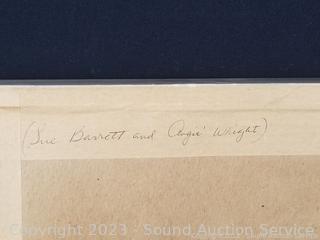 (Sue Barrett and Angie Wright)
Copyright 2023 - Sound Auction Service